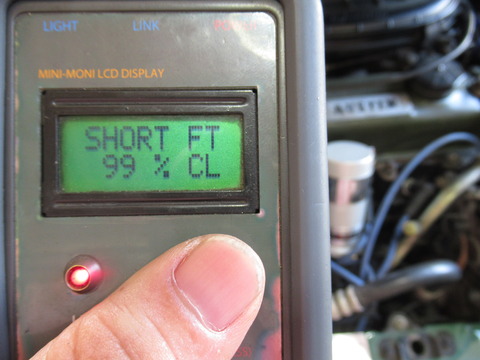 LIGHT LINK
MINI-MONI LCD DISPLAY
SHORT FT
99 % CL